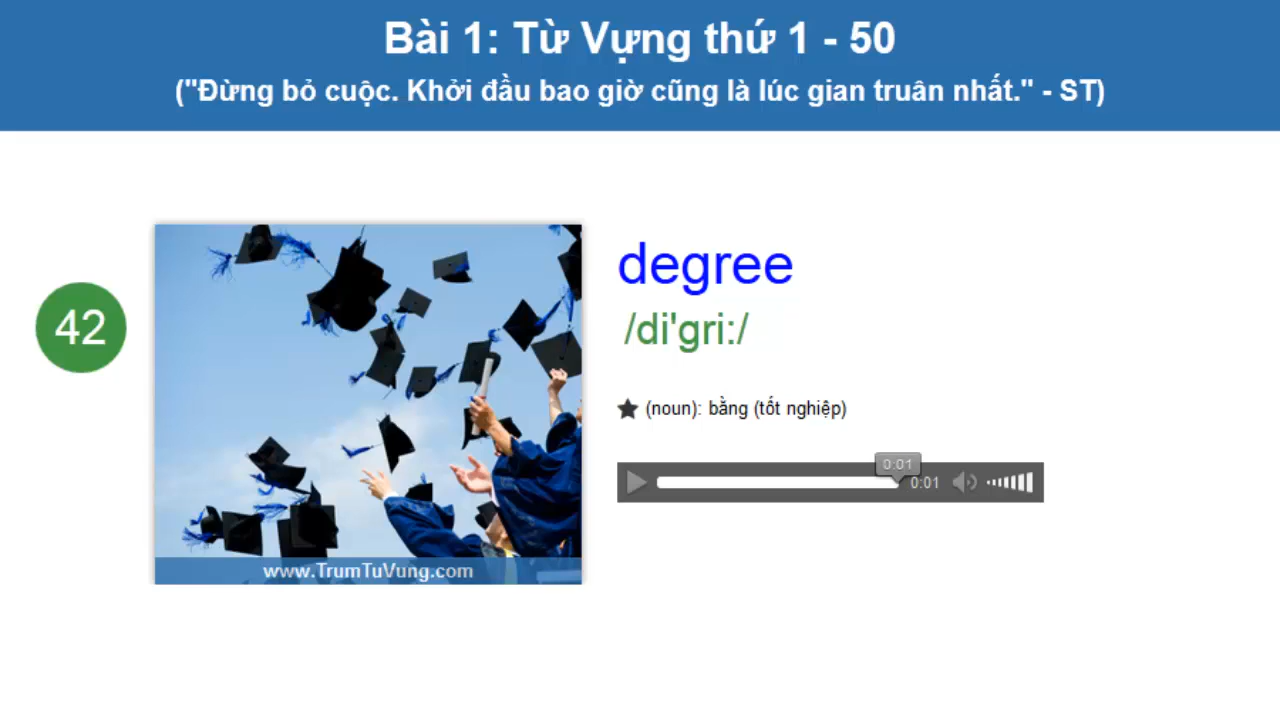 Bài 1: Từ Vựng thứ 1 - 50
("Đừng bỏ cuộc. Khởi đầu bao giờ cũng là lúc gian truân nhất." - ST)
42
degree
/di'gri:/
(noun): bằng (tốt nghiệp)
0:01
0:01
www.TrumTuVung.com